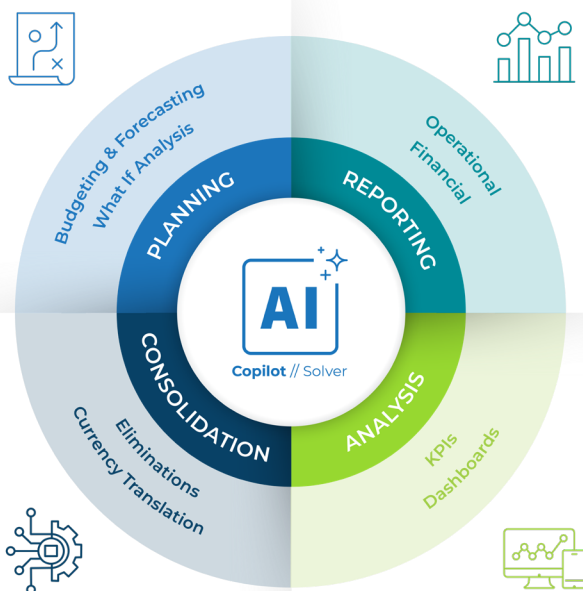 Budgeting & Forecasting
What If Analysis
PLANNING
Operational
Financial
REPORTING
AI
Copilot // Solver
CONSOLIDATION
Eliminations
Currency Translation
ANALYSIS
KPIs
Dashboards